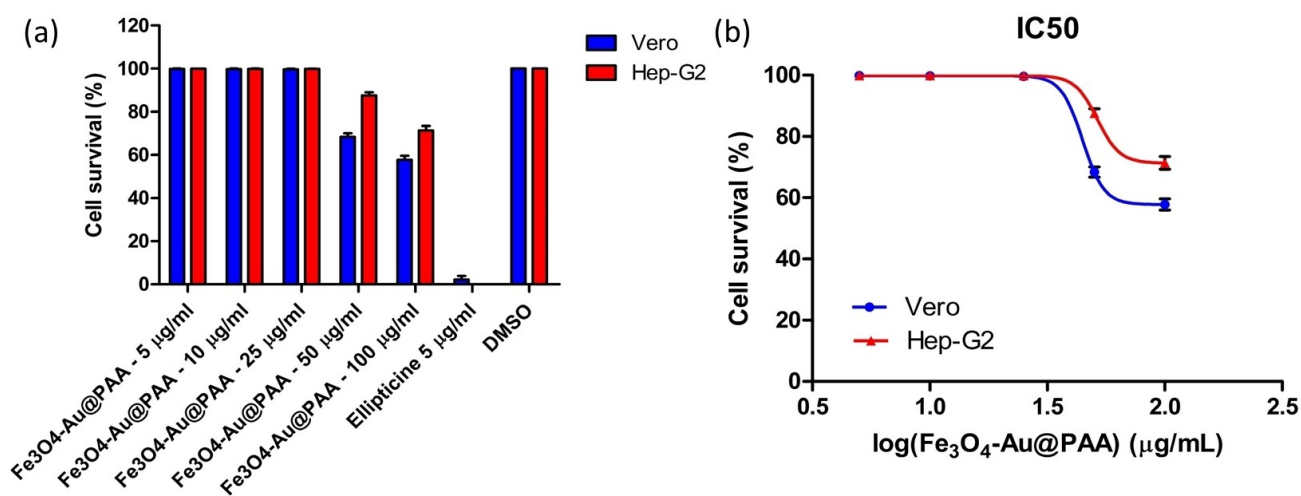 (a)
120
100
80
60
40
20
0
Cell survival (%)
Vero
Hep-G2
Fe3O4-Au@PAA - 5 μg/ml
Fe3O4-Au@PAA - 10 μg/ml
Fe3O4-Au@PAA - 25 μg/ml
Fe3O4-Au@PAA - 50 μg/ml
Fe3O4-Au@PAA - 100 μg/ml
Ellipticine 5 μg/ml
DMSO
(b)
IC50
100
80
60
40
20
0
Cell survival (%)
Vero
Hep-G2
0.5 1.0 1.5 2.0 2.5
log(Fe₃O₄-Au@PAA) (μg/mL)